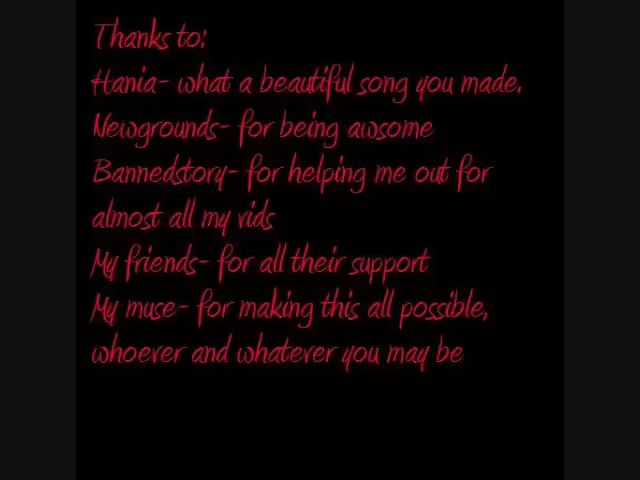 Thanks to:
Hania- what a beautiful song you made.
Newgrounds- for being awsome
Bannedstory- for helping me out for
almost all my vids
My friends- for all their support
My muse- for making this all possible,
whoever and whatever you may be